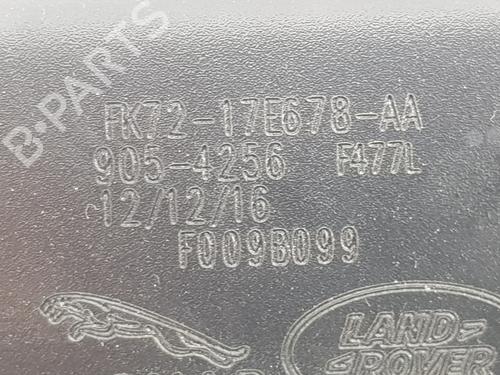 B-PARTS
FK72-17E678-AA
905-4256 F477L
12/12/16
F009B099
LAND
ROVER